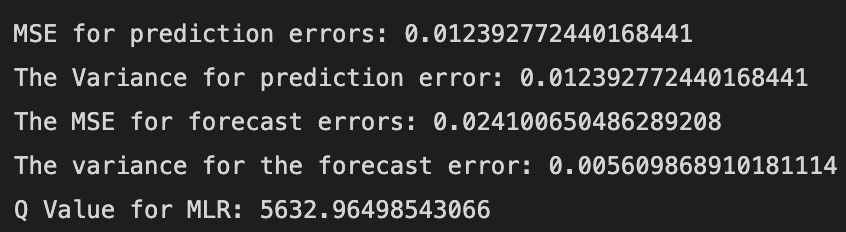 MSE for prediction errors: 0.012392772440168441
The Variance for prediction error: 0.012392772440168441
The MSE for forecast errors: 0.024100650486289208
The variance for the forecast error: 0.005609868910181114
Q Value for MLR: 5632.96498543066